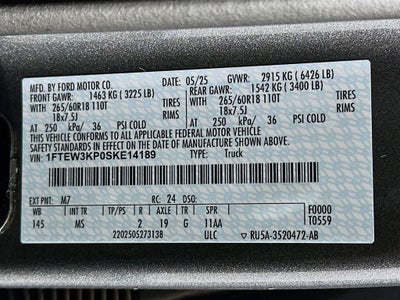 MFD. BY FORD MOTOR CO. 05/25 GVWR: 2915 KG ( 6426 LB)
FRONT GAWR: 1463 KG ( 3225 LB) REAR GAWR: 1542 KG ( 3400 LB)
265/60R18 110T TIRES 265/60R18 110T TIRES
18x7.5J RIMS 18x7.5J RIMS
AT 250 kPa/ 36 PSI COLD AT 250 kPa/ 36 PSI COLD
THIS VEHICLE CONFORMS TO ALL APPLICABLE FEDERAL MOTOR VEHICLE
SAFETY STANDARDS IN EFFECT ON THE DATE OF MANUFACTURE SHOWN ABOVE.
VIN: 1FTEW3KP0SKE14189 TYPE: Truck
EXT PNT: M7 RC: 24 DSO:
WB INT TR TP/PS R AXLE TR SPR F0000
145 MS 2 19 G 11AA T0559
2202505273138 ULC ▽ RU5A-3520472-AB